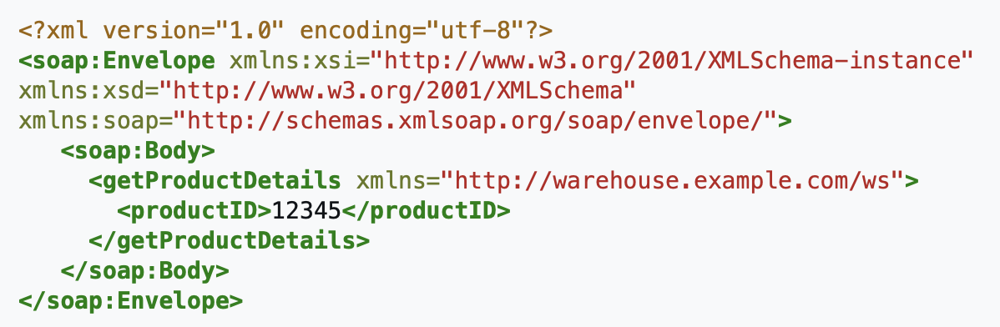 <?xml version="1.0" encoding="utf-8"?>
<soap:Envelope xmlns:xsi="http://www.w3.org/2001/XMLSchema-instance"
xmlns:xsd="http://www.w3.org/2001/XMLSchema"
xmlns:soap="http://schemas.xmlsoap.org/soap/envelope/">
   <soap:Body>
     <getProductDetails xmlns="http://warehouse.example.com/ws">
       <productID>12345</productID>
     </getProductDetails>
   </soap:Body>
</soap:Envelope>